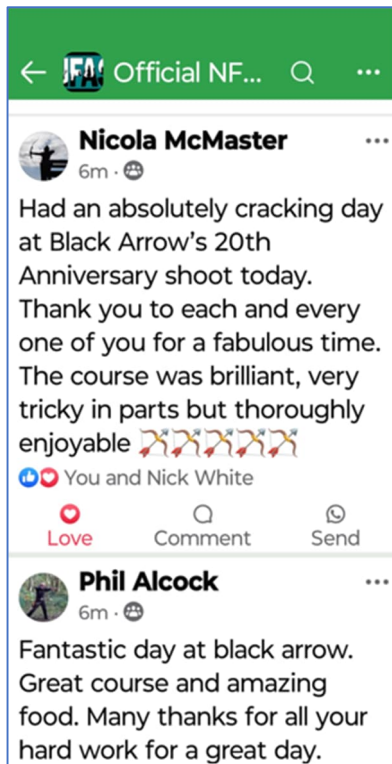 NFAS Official NF...
Nicola McMaster
6m ·
Had an absolutely cracking day
at Black Arrow's 20th
Anniversary shoot today.
Thank you to each and every
one of you for a fabulous time.
The course was brilliant, very
tricky in parts but thoroughly
enjoyable 🏹🏹🏹🏹🏹
You and Nick White
Love Comment Send
Phil Alcock
6m ·
Fantastic day at black arrow.
Great course and amazing
food. Many thanks for all your
hard work for a great day.